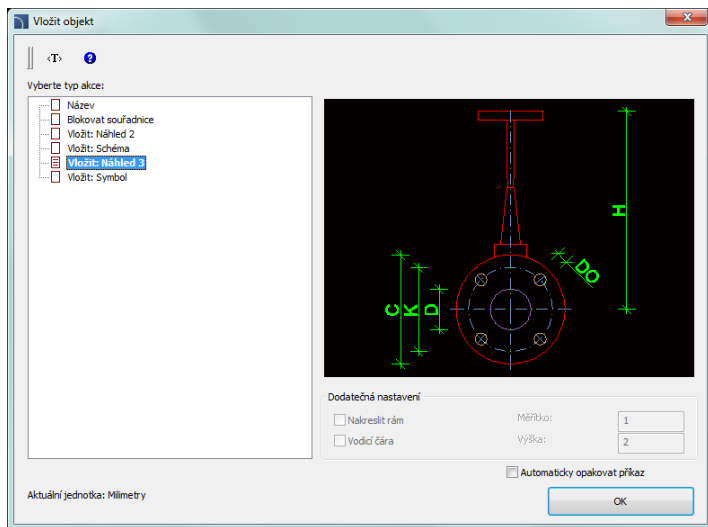 Vložit objekt
x
‹T›
?
Vyberte typ akce:
Název
Blokovat souřadnice
Vložit: Náhled 2
Vložit: Schéma
Vložit: Náhled 3
Vložit: Symbol
H
DO
C
K
D
Dodatečná nastavení
Nakreslit rám
Měřítko:
1
Vodicí čára
Výška:
2
Automaticky opakovat příkaz
Aktuální jednotka: Milimetry
OK